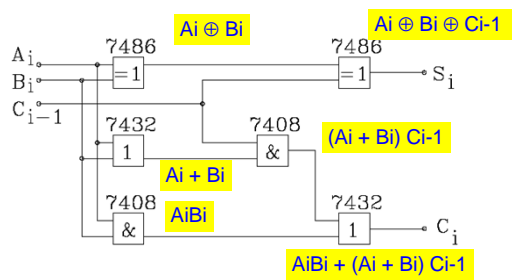 Ai ⊕ Bi
Ai ⊕ Bi ⊕ Ci-1
7486
7486
Ai
Bi
Ci-1
=1
=1
Si
7432
7408
1
&
(Ai + Bi) Ci-1
Ai + Bi
7408
AiBi
7432
&
1
Ci
AiBi + (Ai + Bi) Ci-1